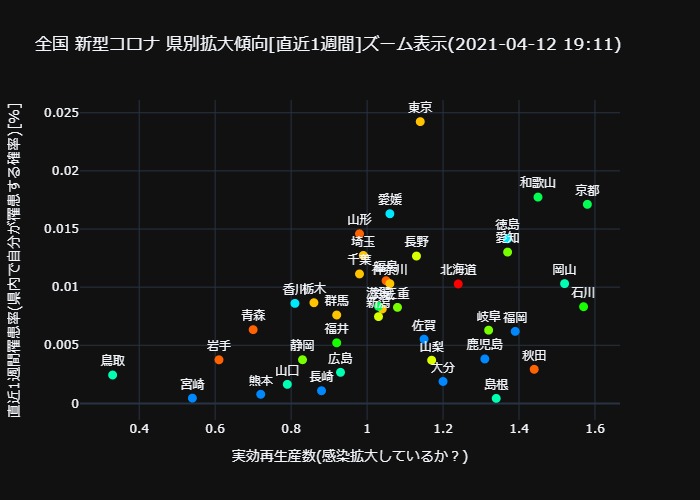 全国 新型コロナ 県別拡大傾向[直近1週間]ズーム表示(2021-04-12 19:11)
直近1週間罹患率(県内で自分が罹患する確率)[%]
0.025
0.02
0.015
0.01
0.005
0
東京
和歌山
京都
愛媛
山形
徳島
愛知
埼玉
長野
千葉
神奈川
北海道
岡山
香川
栃木
三重
石川
群馬
新潟
青森
福井
佐賀
岐阜
福岡
鳥取
岩手
静岡
広島
山梨
鹿児島
秋田
宮崎
熊本
山口
長崎
大分
島根
0.4
0.6
0.8
1
1.2
1.4
1.6
実効再生産数(感染拡大しているか？)